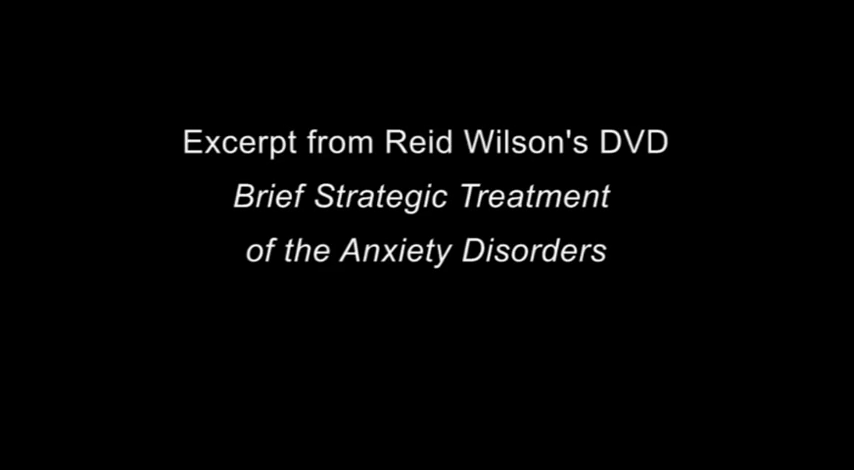 Excerpt from Reid Wilson's DVD
Brief Strategic Treatment
of the Anxiety Disorders